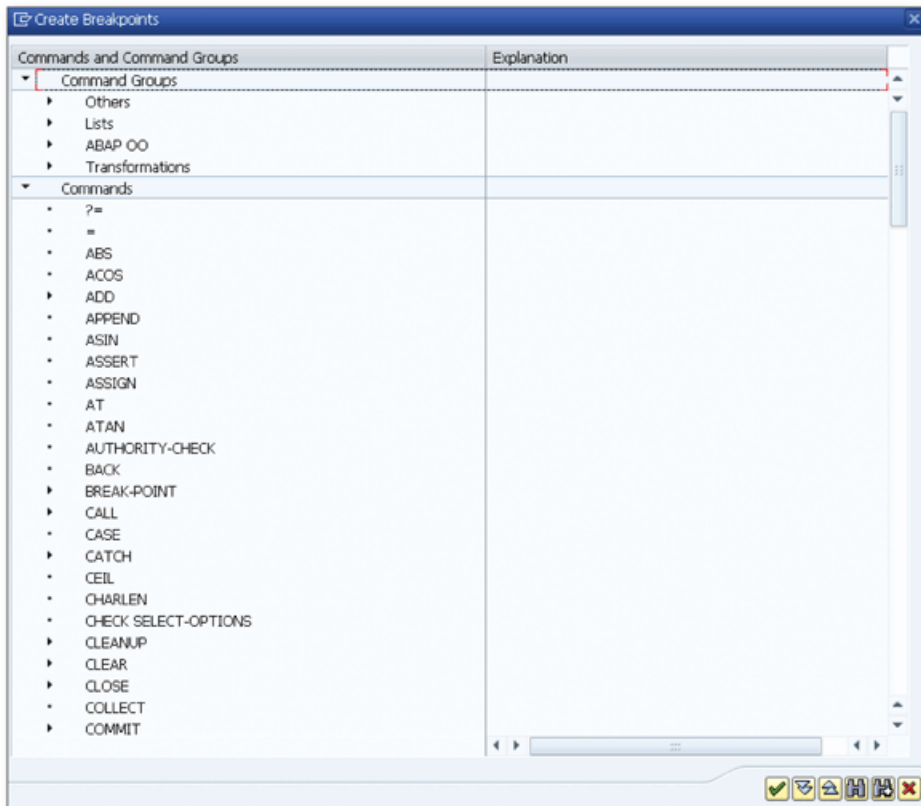 Create Breakpoints
Commands and Command Groups Explanation
Command Groups
Others
Lists
ABAP OO
Transformations
Commands
?=
=
ABS
ACOS
ADD
APPEND
ASIN
ASSERT
ASSIGN
AT
ATAN
AUTHORITY-CHECK
BACK
BREAK-POINT
CALL
CASE
CATCH
CEIL
CHARLEN
CHECK SELECT-OPTIONS
CLEANUP
CLEAR
CLOSE
COLLECT
COMMIT